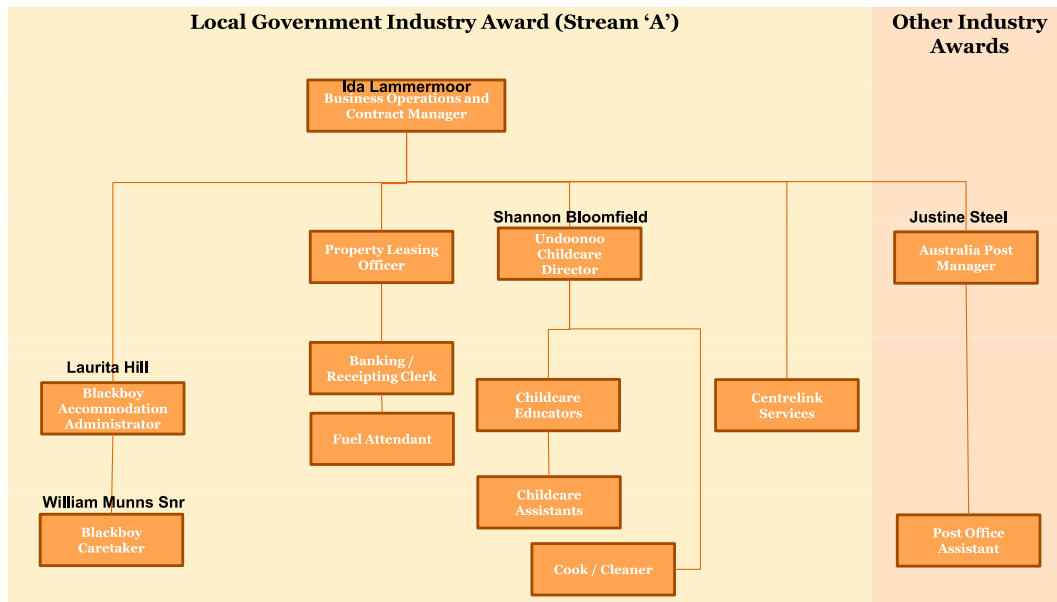 Local Government Industry Award (Stream ‘A’)
Other Industry
Awards
Ida Lammermoor
Business Operations and
Contract Manager
Shannon Bloomfield
Justine Steel
Property Leasing
Officer
Undoonoo
Childcare
Director
Australia Post
Manager
Laurita Hill
Blackboy
Accommodation
Administrator
Banking /
Receipting Clerk
Childcare
Educators
Centrelink
Services
Fuel Attendant
William Munns Snr
Blackboy
Caretaker
Childcare
Assistants
Post Office
Assistant
Cook / Cleaner